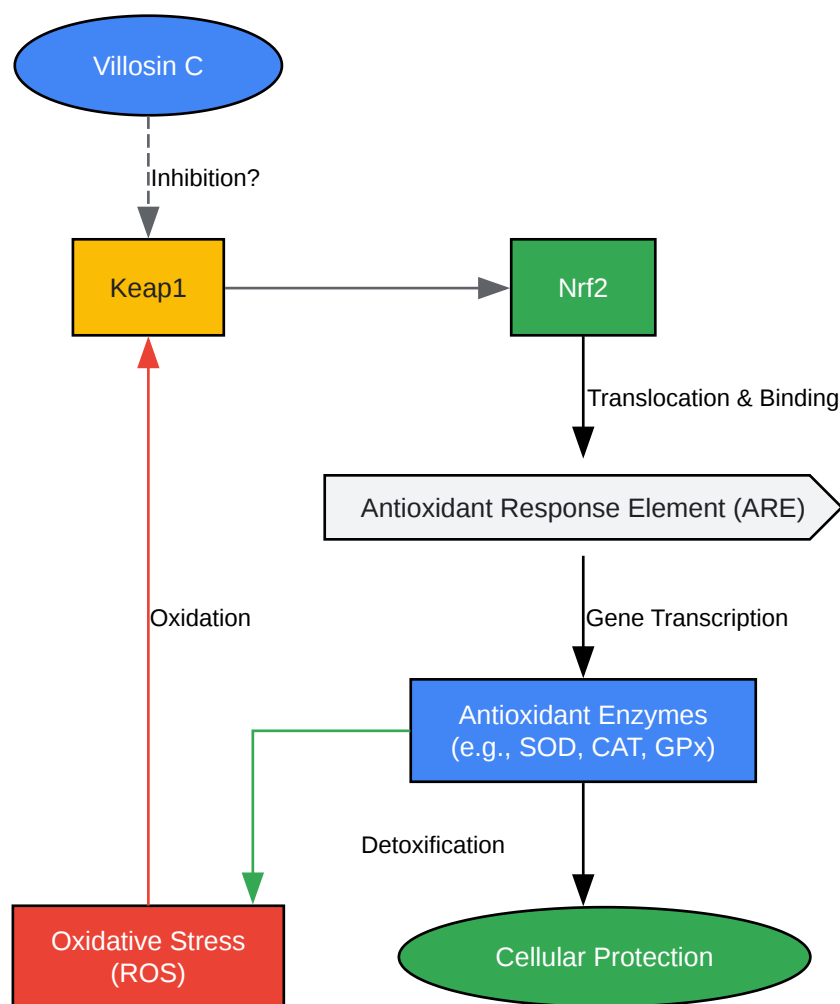 Villosin C
Inhibition?
Keap1
Nrf2
Translocation & Binding
Antioxidant Response Element (ARE)
Oxidation
Gene Transcription
Antioxidant Enzymes
(e.g., SOD, CAT, GPx)
Detoxification
Oxidative Stress
(ROS)
Cellular Protection